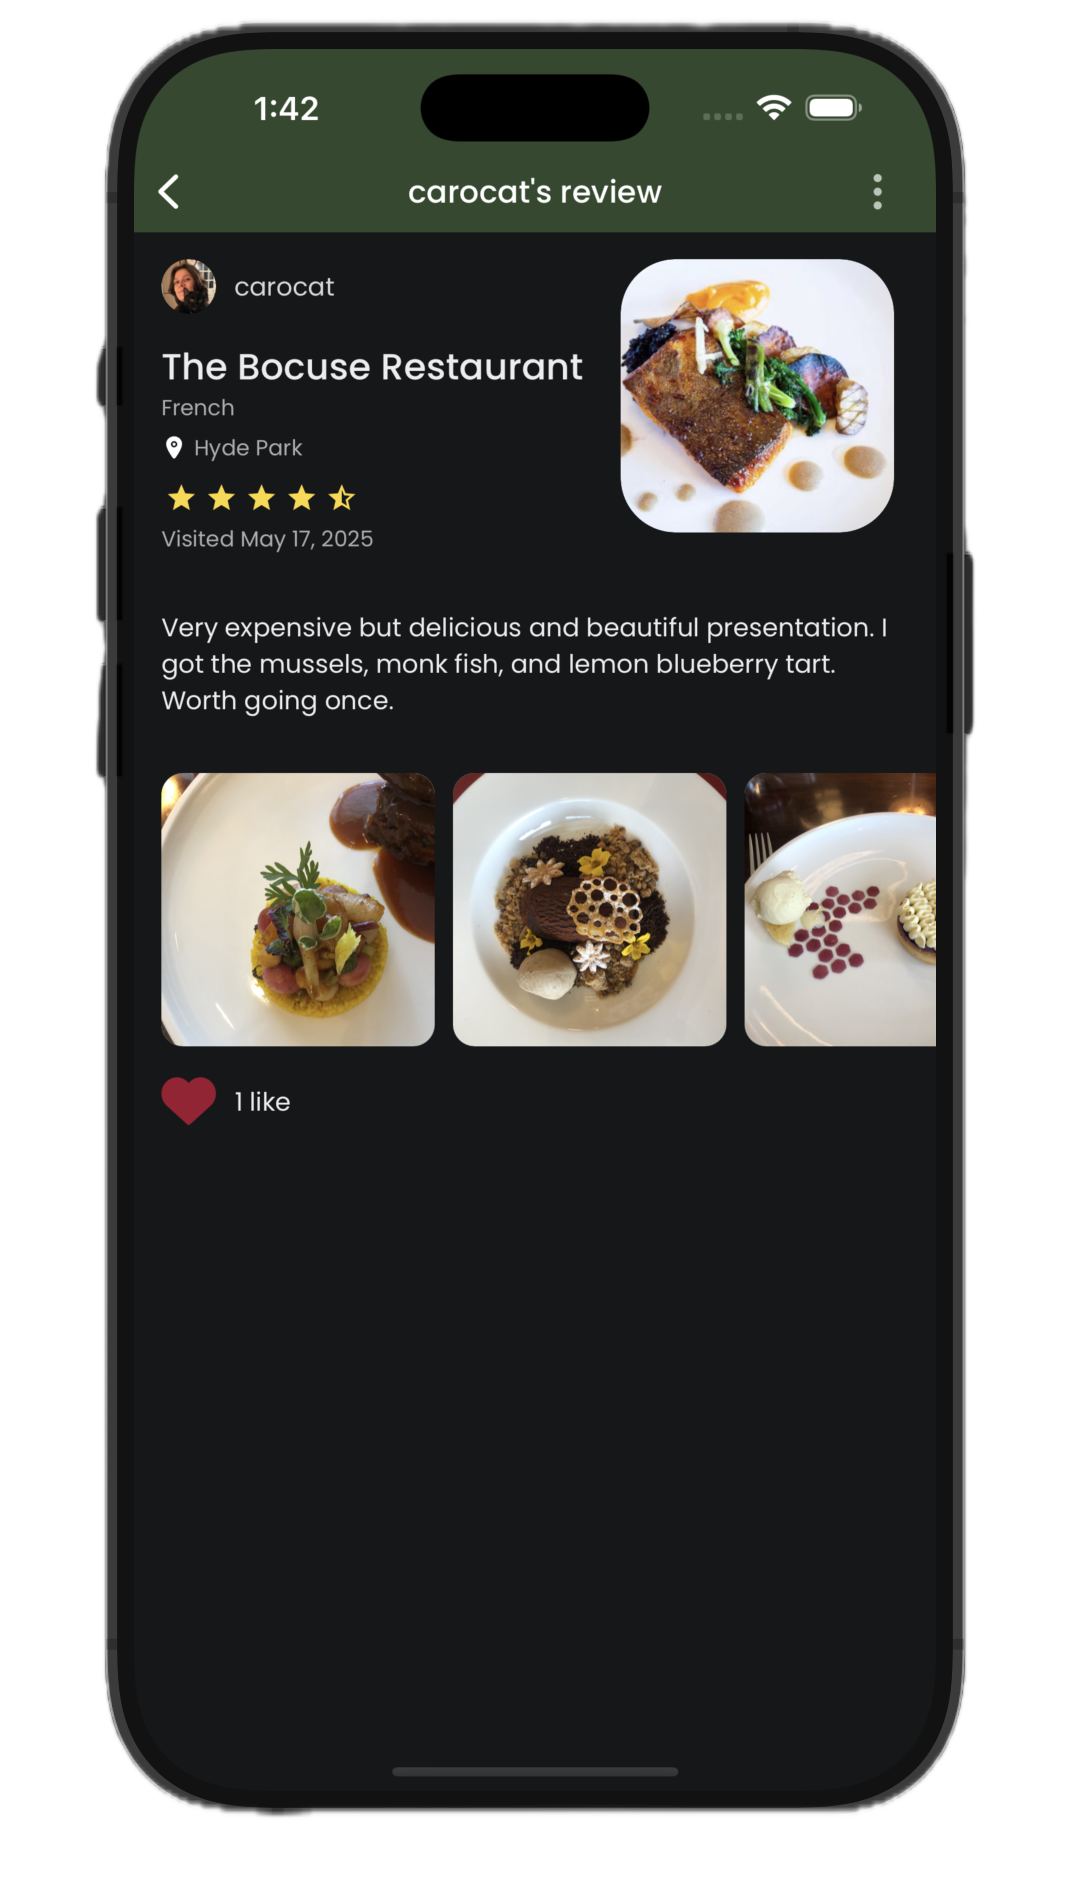 1:42
carocat's review
carocat
The Bocuse Restaurant
French
Hyde Park
Visited May 17, 2025
Very expensive but delicious and beautiful presentation. I
got the mussels, monk fish, and lemon blueberry tart.
Worth going once.
1 like